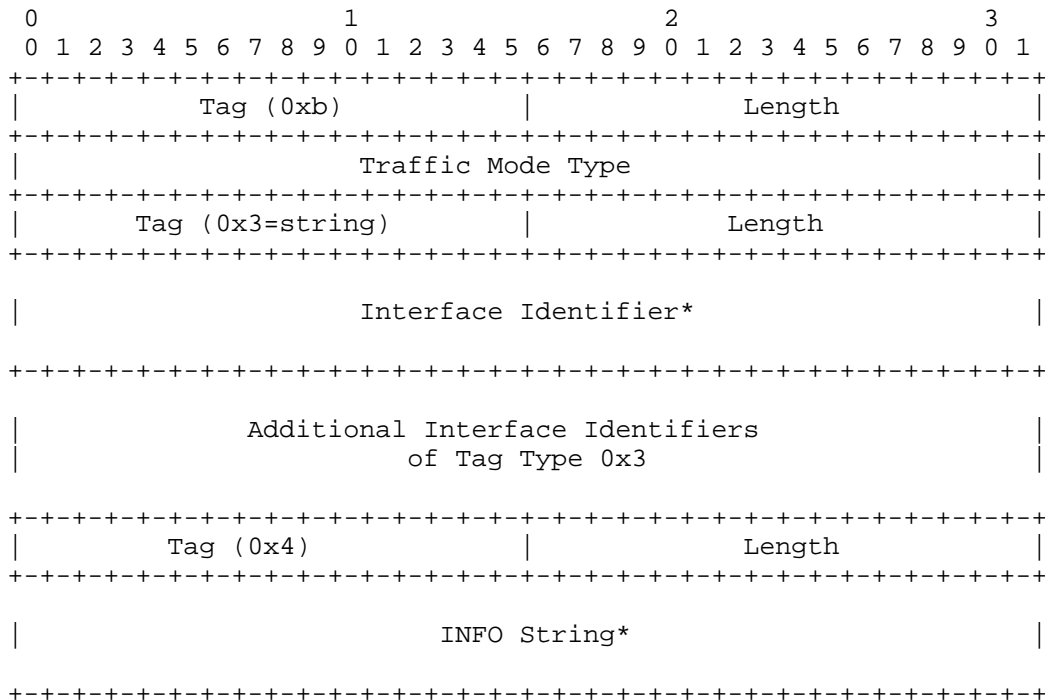 0                   1                   2                   3
 0 1 2 3 4 5 6 7 8 9 0 1 2 3 4 5 6 7 8 9 0 1 2 3 4 5 6 7 8 9 0 1
+-+-+-+-+-+-+-+-+-+-+-+-+-+-+-+-+-+-+-+-+-+-+-+-+-+-+-+-+-+-+-+-+
|           Tag (0xb)           |             Length            |
+-+-+-+-+-+-+-+-+-+-+-+-+-+-+-+-+-+-+-+-+-+-+-+-+-+-+-+-+-+-+-+-+
|                     Traffic Mode Type                         |
+-+-+-+-+-+-+-+-+-+-+-+-+-+-+-+-+-+-+-+-+-+-+-+-+-+-+-+-+-+-+-+-+
|       Tag (0x3=string)        |            Length             |
+-+-+-+-+-+-+-+-+-+-+-+-+-+-+-+-+-+-+-+-+-+-+-+-+-+-+-+-+-+-+-+-+
|                     Interface Identifier*                     |
+-+-+-+-+-+-+-+-+-+-+-+-+-+-+-+-+-+-+-+-+-+-+-+-+-+-+-+-+-+-+-+-+
|              Additional Interface Identifiers                 |
|                        of Tag Type 0x3                        |
+-+-+-+-+-+-+-+-+-+-+-+-+-+-+-+-+-+-+-+-+-+-+-+-+-+-+-+-+-+-+-+-+
|         Tag (0x4)             |             Length            |
+-+-+-+-+-+-+-+-+-+-+-+-+-+-+-+-+-+-+-+-+-+-+-+-+-+-+-+-+-+-+-+-+
|                          INFO String*                         |
+-+-+-+-+-+-+-+-+-+-+-+-+-+-+-+-+-+-+-+-+-+-+-+-+-+-+-+-+-+-+-+-+